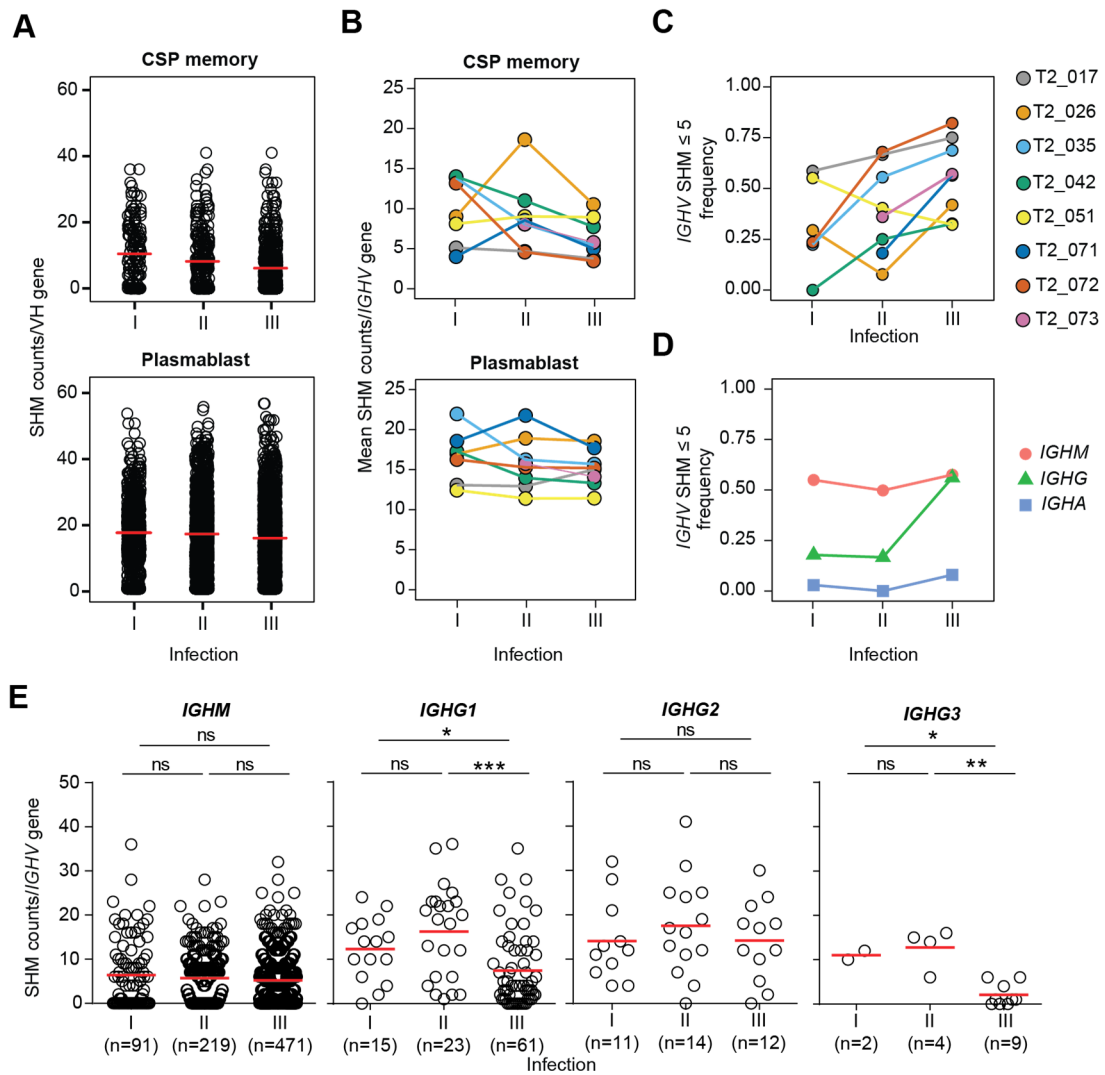 A
CSP memory
SHM counts/VH gene
60
40
20
0
I II III
Plasmablast
60
40
20
0
I II III
Infection
B
CSP memory
Mean SHM counts/IGHV gene
25
20
15
10
5
0
I II III
Plasmablast
25
20
15
10
5
0
I II III
Infection
C
IGHV SHM ≤ 5
frequency
1.00
0.75
0.50
0.25
0.00
I II III
Infection
T2_017
T2_026
T2_035
T2_042
T2_051
T2_071
T2_072
T2_073
D
IGHV SHM ≤ 5
frequency
1.00
0.75
0.50
0.25
0.00
I II III
Infection
IGHM
IGHG
IGHA
E
SHM counts/IGHV gene
50
40
30
20
10
0
IGHM
ns
ns ns
I II III
(n=91) (n=219) (n=471)
IGHG1
*
ns ***
I II III
(n=15) (n=23) (n=61)
IGHG2
ns
ns ns
I II III
(n=11) (n=14) (n=12)
IGHG3
*
ns **
I II III
(n=2) (n=4) (n=9)
Infection